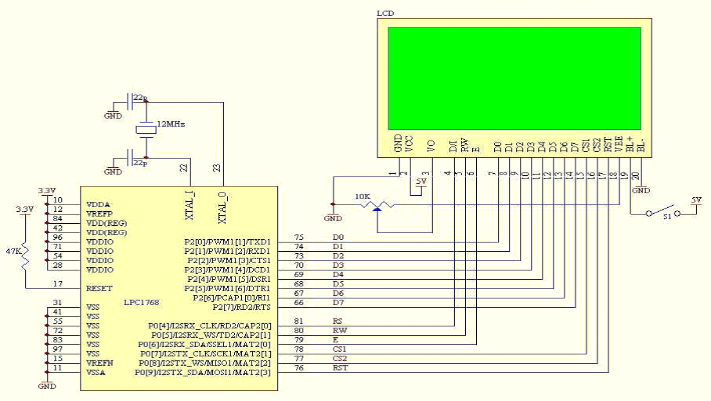 LCD
GND
VCC
VO
D/I
RW
E
D0
D1
D2
D3
D4
D5
D6
D7
CS1
CS2
RST
VEE
BL+
BL-
1
2
3
4
5
6
7
8
9
10
11
12
13
14
15
16
17
18
19
20
22p
GND
12MHz
GND
22p
22
23
5V
10K
GND
GND
S1
5V
3.3V
3.3V
47K
XTAL_I
XTAL_O
10 VDDA
12 VREFP
84 VDD(REG)
42 VDD(REG)
96 VDDIO
71 VDDIO
54 VDDIO
28 VDDIO
17 RESET
LPC1768
31 VSS
41 VSS
55 VSS
72 VSS
83 VSS
97 VSS
15 VREFN
11 VSSA
GND
P2[0]/PWM1[1]/TXD1 75 D0
P2[1]/PWM1[2]/RXD1 74 D1
P2[2]/PWM1[3]/CTS1 73 D2
P2[3]/PWM1[4]/DCD1 70 D3
P2[4]/PWM1[5]/DSR1 69 D4
P2[5]/PWM1[6]/DTR1 68 D5
P2[6]/PCAP1[0]/RI1 67 D6
P2[7]/RD2/RTS 66 D7
P0[4]/I2SRX_CLK/RD2/CAP2[0] 81 RS
P0[5]/I2SRX_WS/TD2/CAP2[1] 80 RW
P0[6]/I2SRX_SDA/SSEL1/MAT2[0] 79 E
P0[7]/I2STX_CLK/SCK1/MAT2[1] 78 CS1
P0[8]/I2STX_WS/MISO1/MAT2[2] 77 CS2
P0[9]/I2STX_SDA/MOSI1/MAT2[3] 76 RST